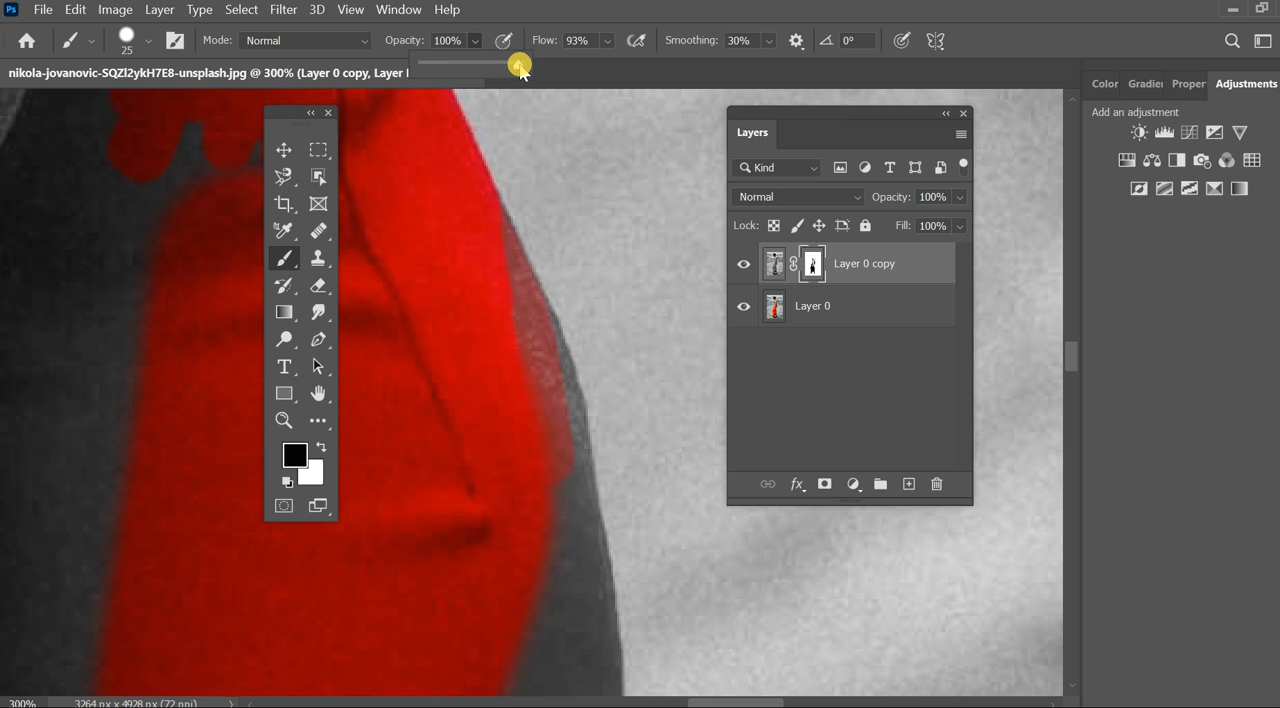 Ps File Edit Image Layer Type Select Filter 3D View Window Help
25 Mode: Normal Opacity: 100% Flow: 93% Smoothing: 30% 0°
nikola-jovanovic-SQZl2ykH7E8-unsplash.jpg @ 300% (Layer 0 copy, Layer
Color Gradie Proper Adjustments
Add an adjustment
Layers
Kind
Normal Opacity: 100%
Lock: Fill: 100%
Layer 0 copy
Layer 0
fx
300% 3264 px x 4928 px (72 ppi)